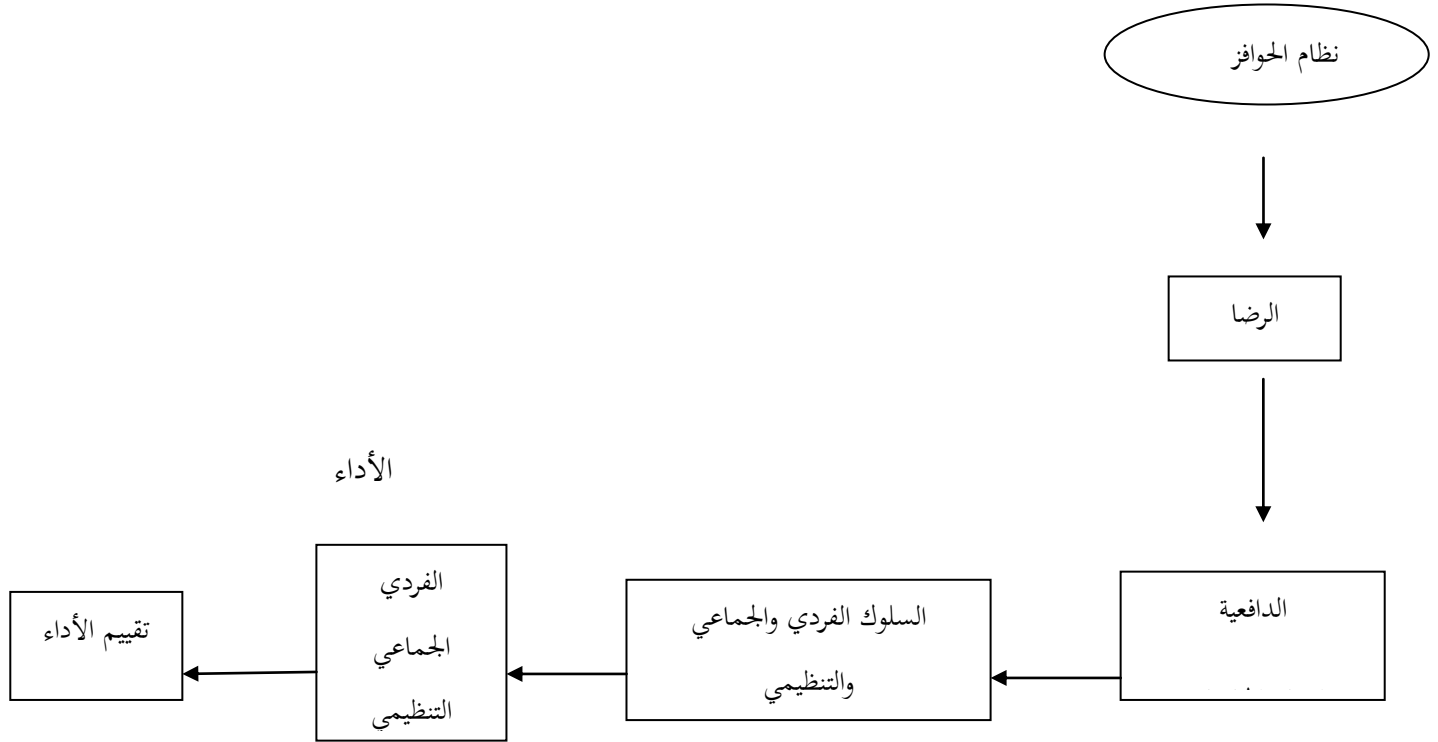 نظام الحوافز
الرضا
الأداء
الدافعية
.
السلوك الفردي والجماعي
والتنظيمي
الفردي
الجماعي
التنظيمي
تقييم الأداء